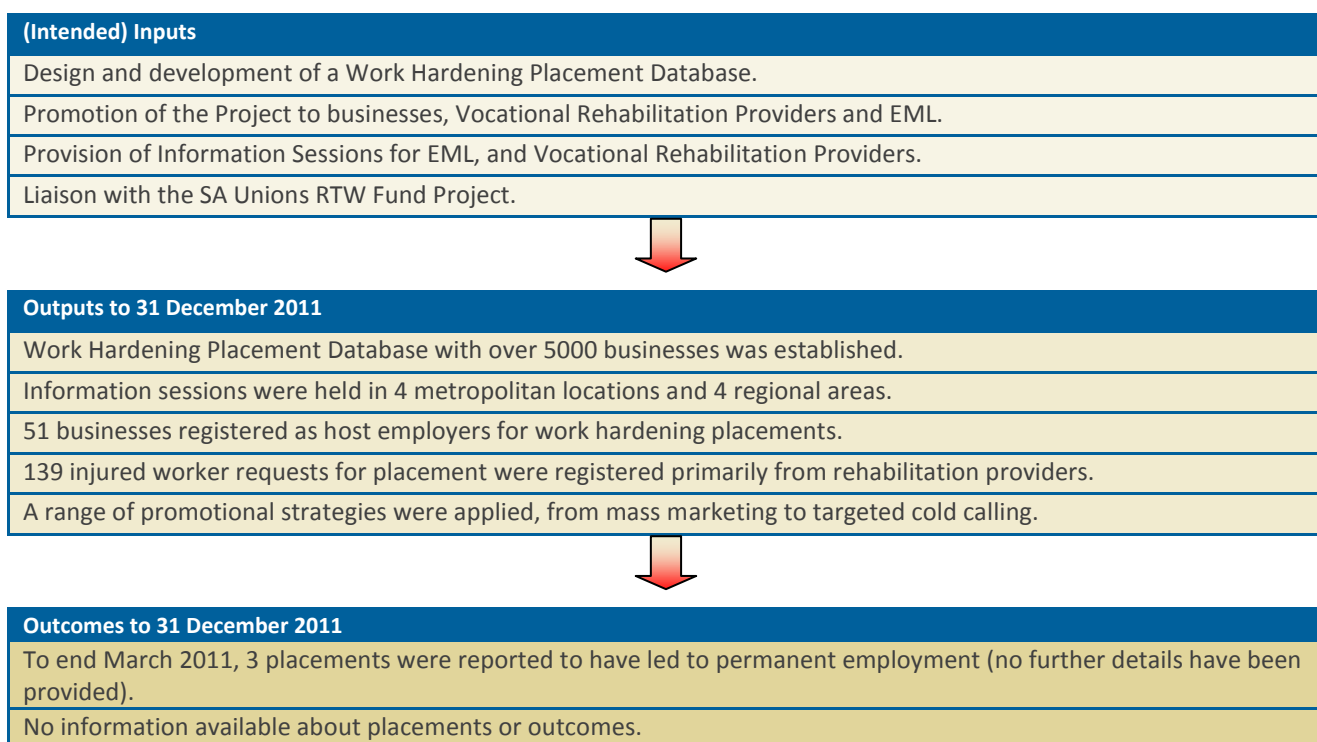 (Intended) Inputs
Design and development of a Work Hardening Placement Database.
Promotion of the Project to businesses, Vocational Rehabilitation Providers and EML.
Provision of Information Sessions for EML, and Vocational Rehabilitation Providers.
Liaison with the SA Unions RTW Fund Project.
Outputs to 31 December 2011
Work Hardening Placement Database with over 5000 businesses was established.
Information sessions were held in 4 metropolitan locations and 4 regional areas.
51 businesses registered as host employers for work hardening placements.
139 injured worker requests for placement were registered primarily from rehabilitation providers.
A range of promotional strategies were applied, from mass marketing to targeted cold calling.
Outcomes to 31 December 2011
To end March 2011, 3 placements were reported to have led to permanent employment (no further details have been
provided).
No information available about placements or outcomes.